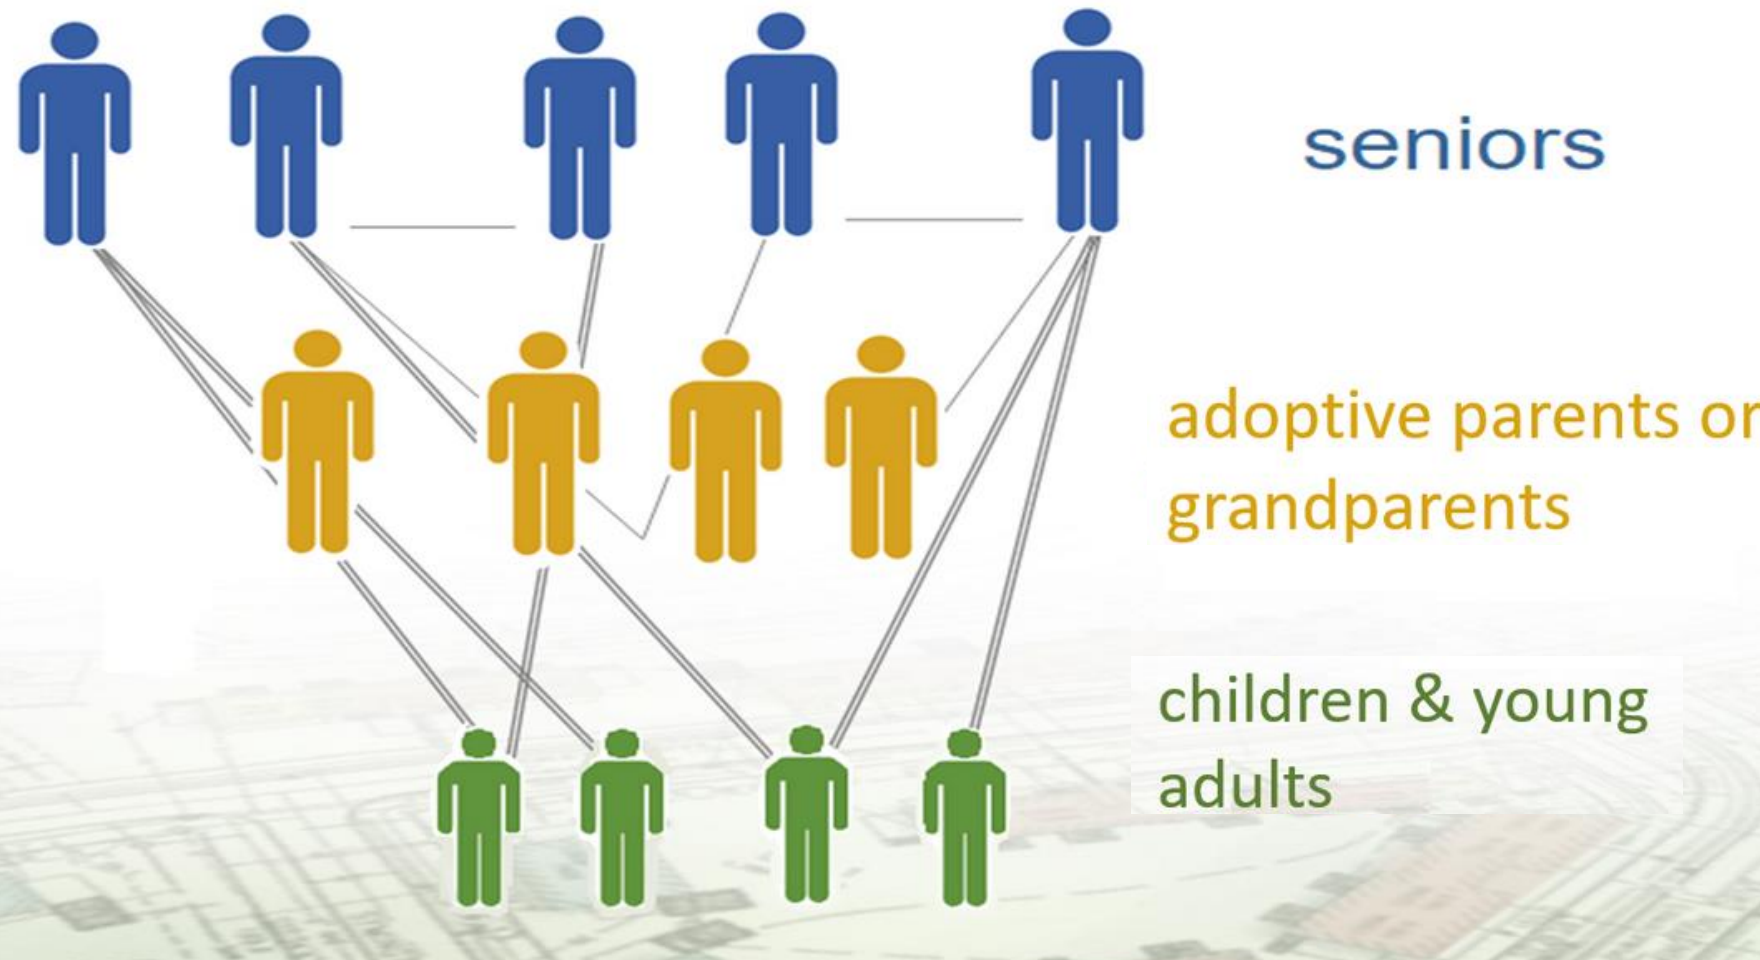 seniors
adoptive parents or
grandparents
children & young
adults